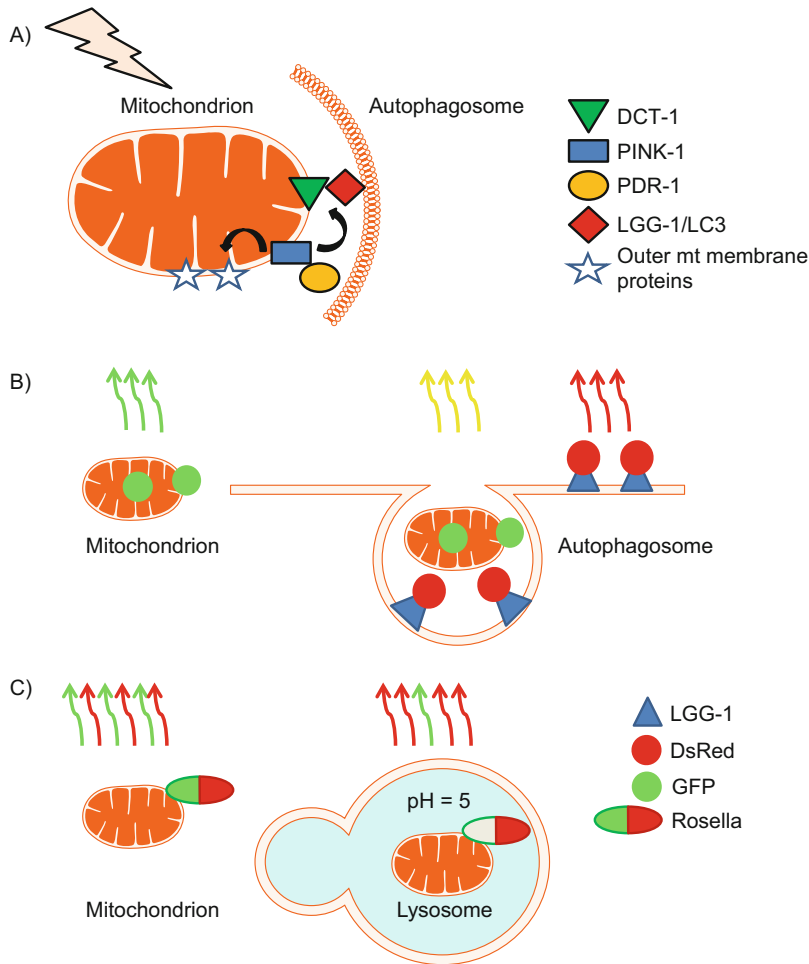 A)
Mitochondrion
Autophagosome
DCT-1
PINK-1
PDR-1
LGG-1/LC3
Outer mt membrane
proteins
B)
Mitochondrion
Autophagosome
C)
pH = 5
Mitochondrion
Lysosome
LGG-1
DsRed
GFP
Rosella